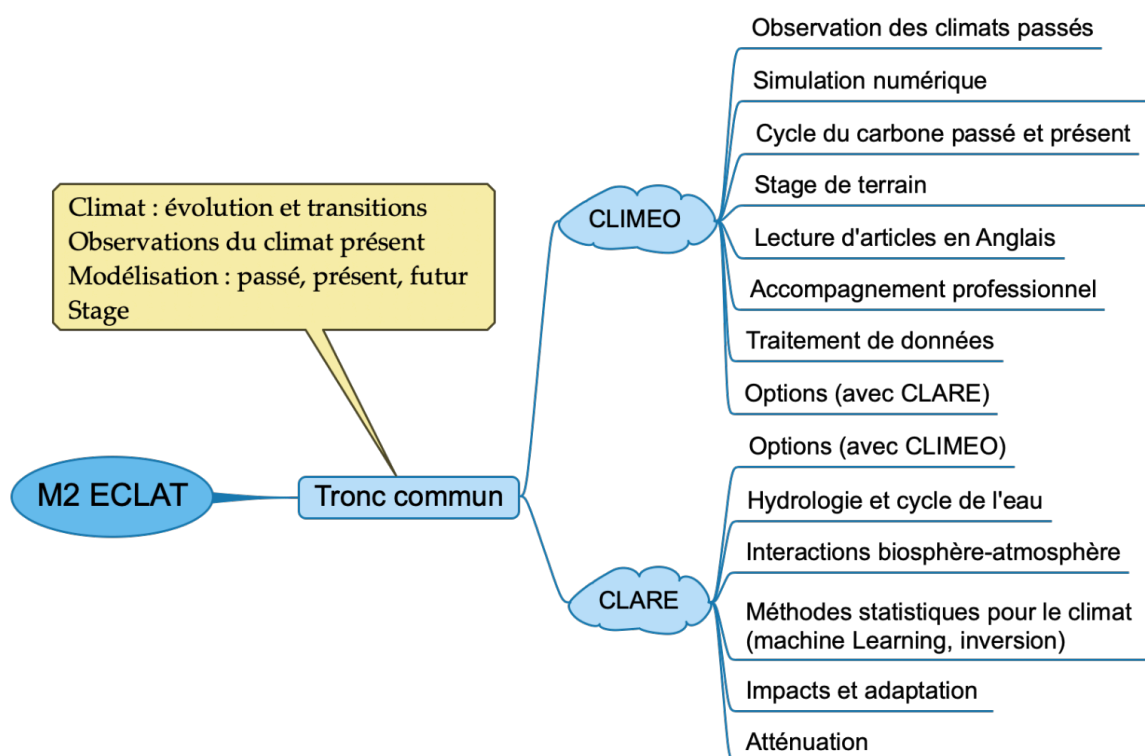 Observation des climats passés
Simulation numérique
Cycle du carbone passé et présent
Stage de terrain
Lecture d'articles en Anglais
Accompagnement professionnel
Traitement de données
Options (avec CLARE)
CLIMEO
Climat : évolution et transitions
Observations du climat présent
Modélisation : passé, présent, futur
Stage
M2 ECLAT
Tronc commun
CLARE
Options (avec CLIMEO)
Hydrologie et cycle de l'eau
Interactions biosphère-atmosphère
Méthodes statistiques pour le climat
(machine Learning, inversion)
Impacts et adaptation
Atténuation